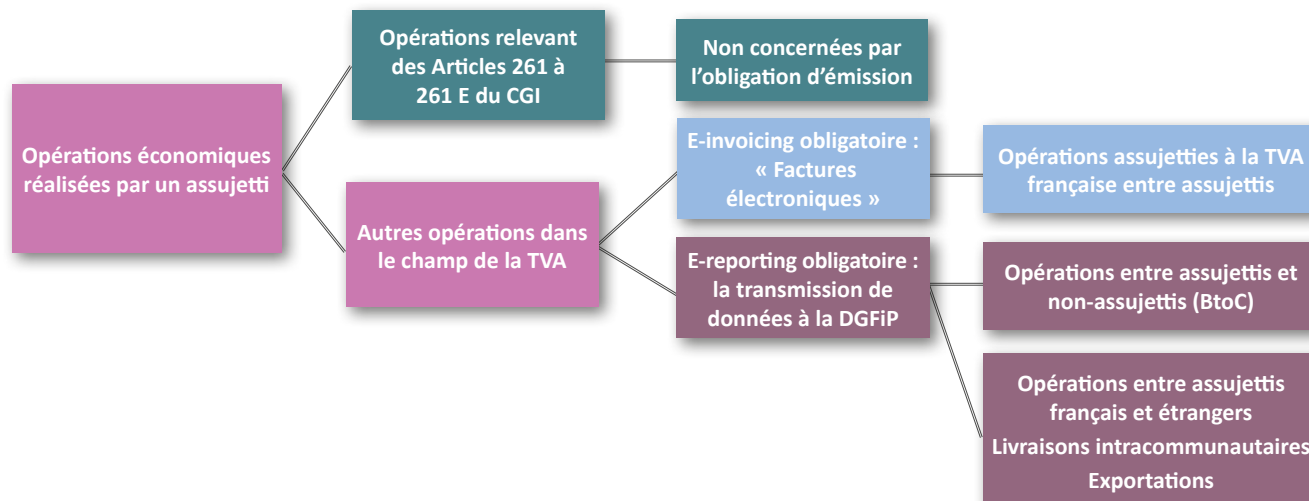 Opérations économiques
réalisées par un assujetti
Opérations relevant
des Articles 261 à
261 E du CGI
Non concernées par
l’obligation d’émission
Autres opérations dans
le champ de la TVA
E-invoicing obligatoire :
« Factures
électroniques »
Opérations assujetties à la TVA
française entre assujettis
E-reporting obligatoire :
la transmission de
données à la DGFiP
Opérations entre assujettis et
non-assujettis (BtoC)
Opérations entre assujettis
français et étrangers
Livraisons intracommunautaires
Exportations